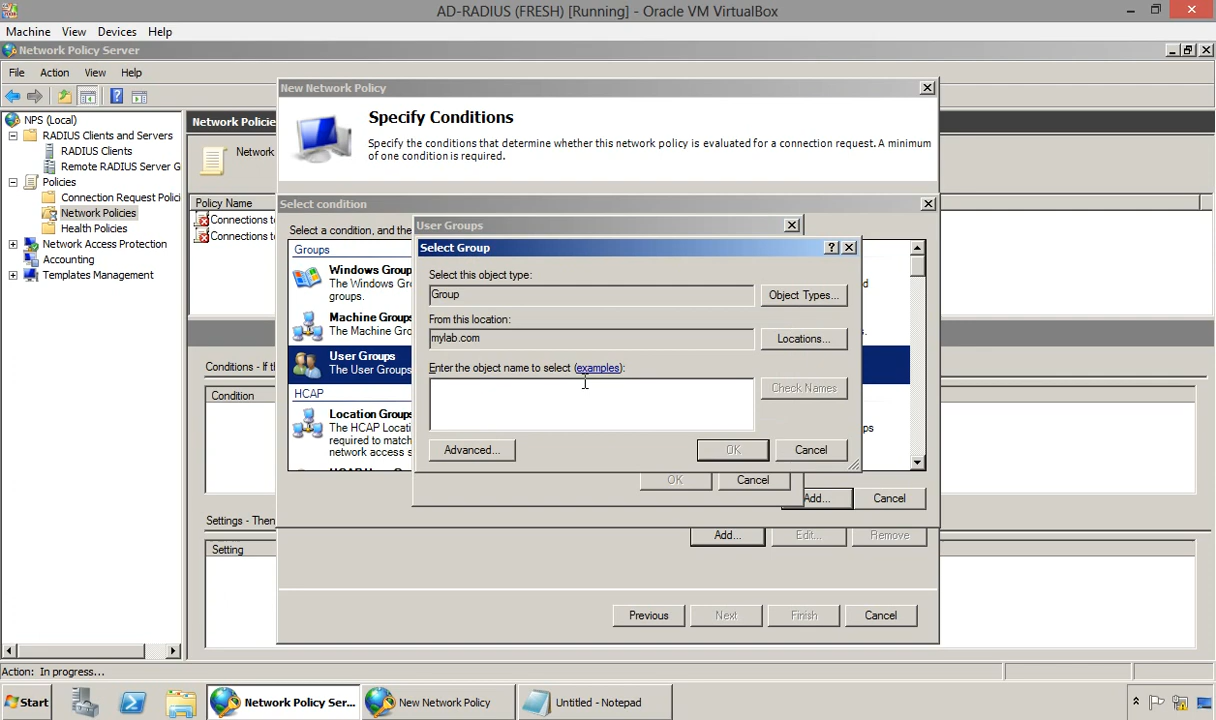 AD-RADIUS (FRESH) [Running] - Oracle VM VirtualBox
Machine View Devices Help
Network Policy Server
File Action View Help
NPS (Local)
RADIUS Clients and Servers
RADIUS Clients
Remote RADIUS Server G
Policies
Connection Request Polici
Network Policies
Health Policies
Network Access Protection
Accounting
Templates Management
Network Policie
Network
Policy Name
Connections to
Connections to
Conditions - If th
Condition
Settings - Then
Setting
New Network Policy
Specify Conditions
Specify the conditions that determine whether this network policy is evaluated for a connection request. A minimum
of one condition is required.
Select condition
Select a condition, and the
Groups
Windows Group
The Windows Gr
groups.
Machine Groups
The Machine Gro
User Groups
The User Groups
HCAP
Location Groups
The HCAP Locati
required to match
network access s
User Groups
Select Group
Select this object type:
Group
Object Types...
From this location:
mylab.com
Locations...
Enter the object name to select (examples):
Check Names
Advanced...
OK
Cancel
OK
Cancel
Add...
Cancel
Add...
Edit...
Remove
Previous
Next
Finish
Cancel
Action: In progress...
Start
Network Policy Ser...
New Network Policy
Untitled - Notepad